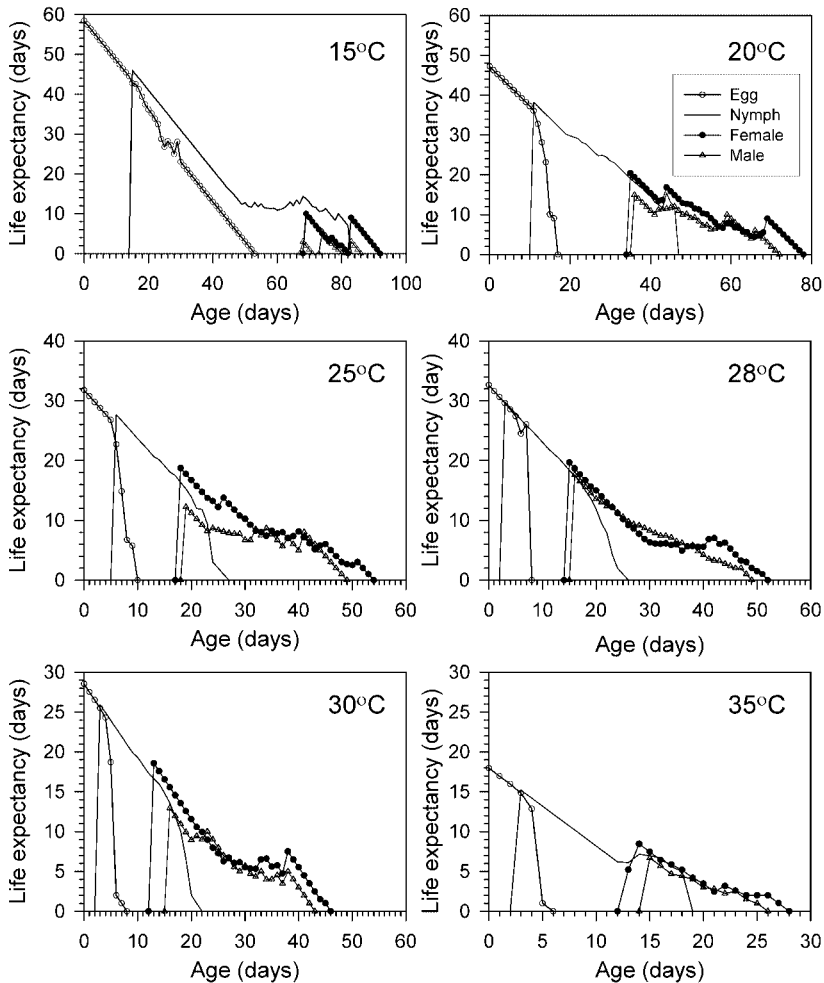 15°C
Life expectancy (days)
60
50
40
30
20
10
0
0 20 40 60 80 100
Age (days)
20°C
Egg
Nymph
Female
Male
Life expectancy (days)
60
50
40
30
20
10
0
0 20 40 60 80
Age (days)
25°C
Life expectancy (days)
40
30
20
10
0
0 10 20 30 40 50 60
Age (days)
28°C
Life expectancy (day)
40
30
20
10
0
0 10 20 30 40 50 60
Age (days)
30°C
Life expectancy (days)
30
25
20
15
10
5
0
0 10 20 30 40 50 60
Age (days)
35°C
Life expectancy (days)
30
25
20
15
10
5
0
0 5 10 15 20 25 30
Age (days)